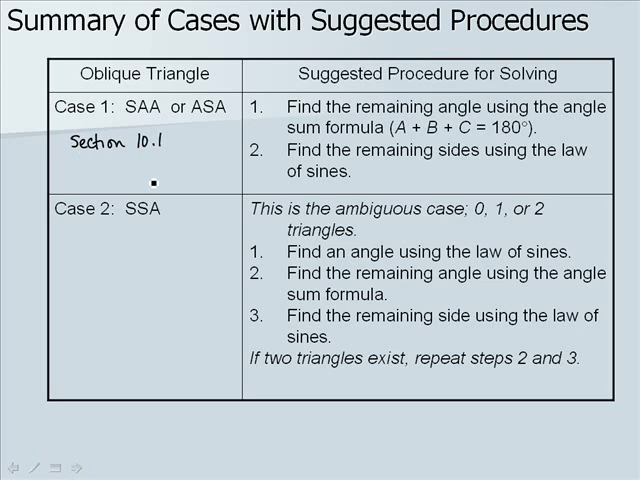 Summary of Cases with Suggested Procedures
Oblique Triangle
Suggested Procedure for Solving
Case 1: SAA or ASA
Section 10.1
1. Find the remaining angle using the angle
sum formula (A + B + C = 180°).
2. Find the remaining sides using the law
of sines.
Case 2: SSA
This is the ambiguous case; 0, 1, or 2
triangles.
1. Find an angle using the law of sines.
2. Find the remaining angle using the angle
sum formula.
3. Find the remaining side using the law of
sines.
If two triangles exist, repeat steps 2 and 3.